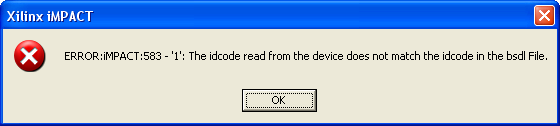 Xilinx iMPACT
ERROR:iMPACT:583 - '1': The idcode read from the device does not match the idcode in the bsdl File.
OK